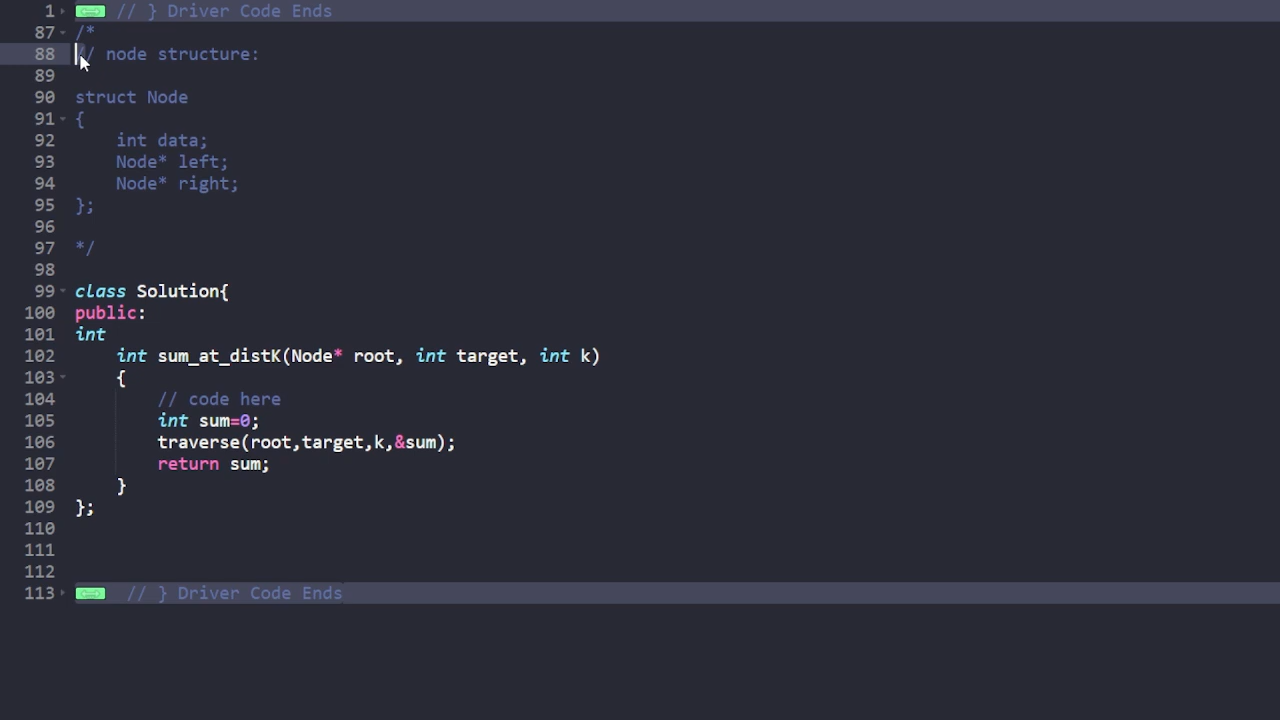 1 // } Driver Code Ends
87 /*
88 // node structure:
89
90 struct Node
91 {
92     int data;
93     Node* left;
94     Node* right;
95 };
96
97 */
98
99 class Solution{
100 public:
101 int
102     int sum_at_distK(Node* root, int target, int k)
103     {
104         // code here
105         int sum=0;
106         traverse(root,target,k,&sum);
107         return sum;
108     }
109 };
110
111
112
113 // } Driver Code Ends